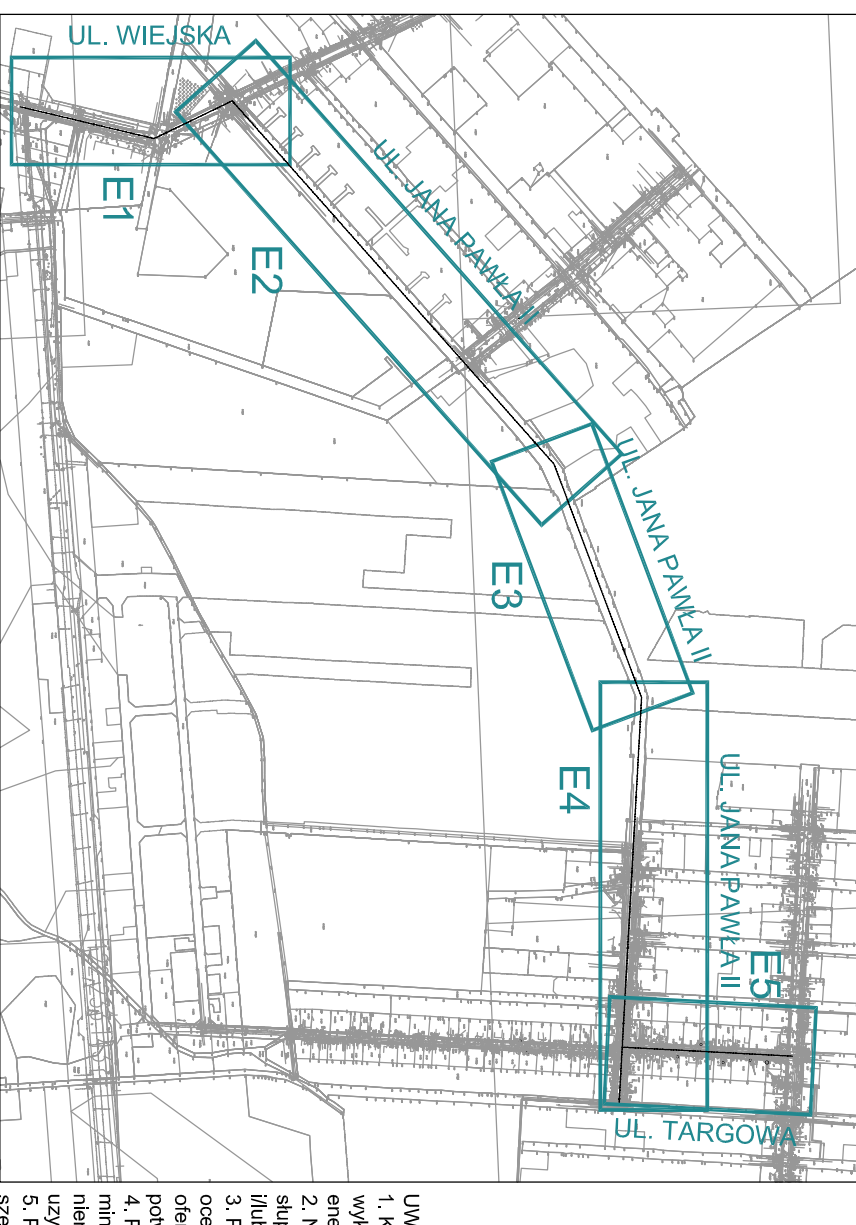 UL. WIEJSKA
E1
E2
UL. JANA PAWŁA II
E3
UL. JANA PAWŁA II
E4
UL. JANA PAWŁA II
E5
UL. TARGOWA
1. K
2. N
i/lub
3. F
4. F
5. F